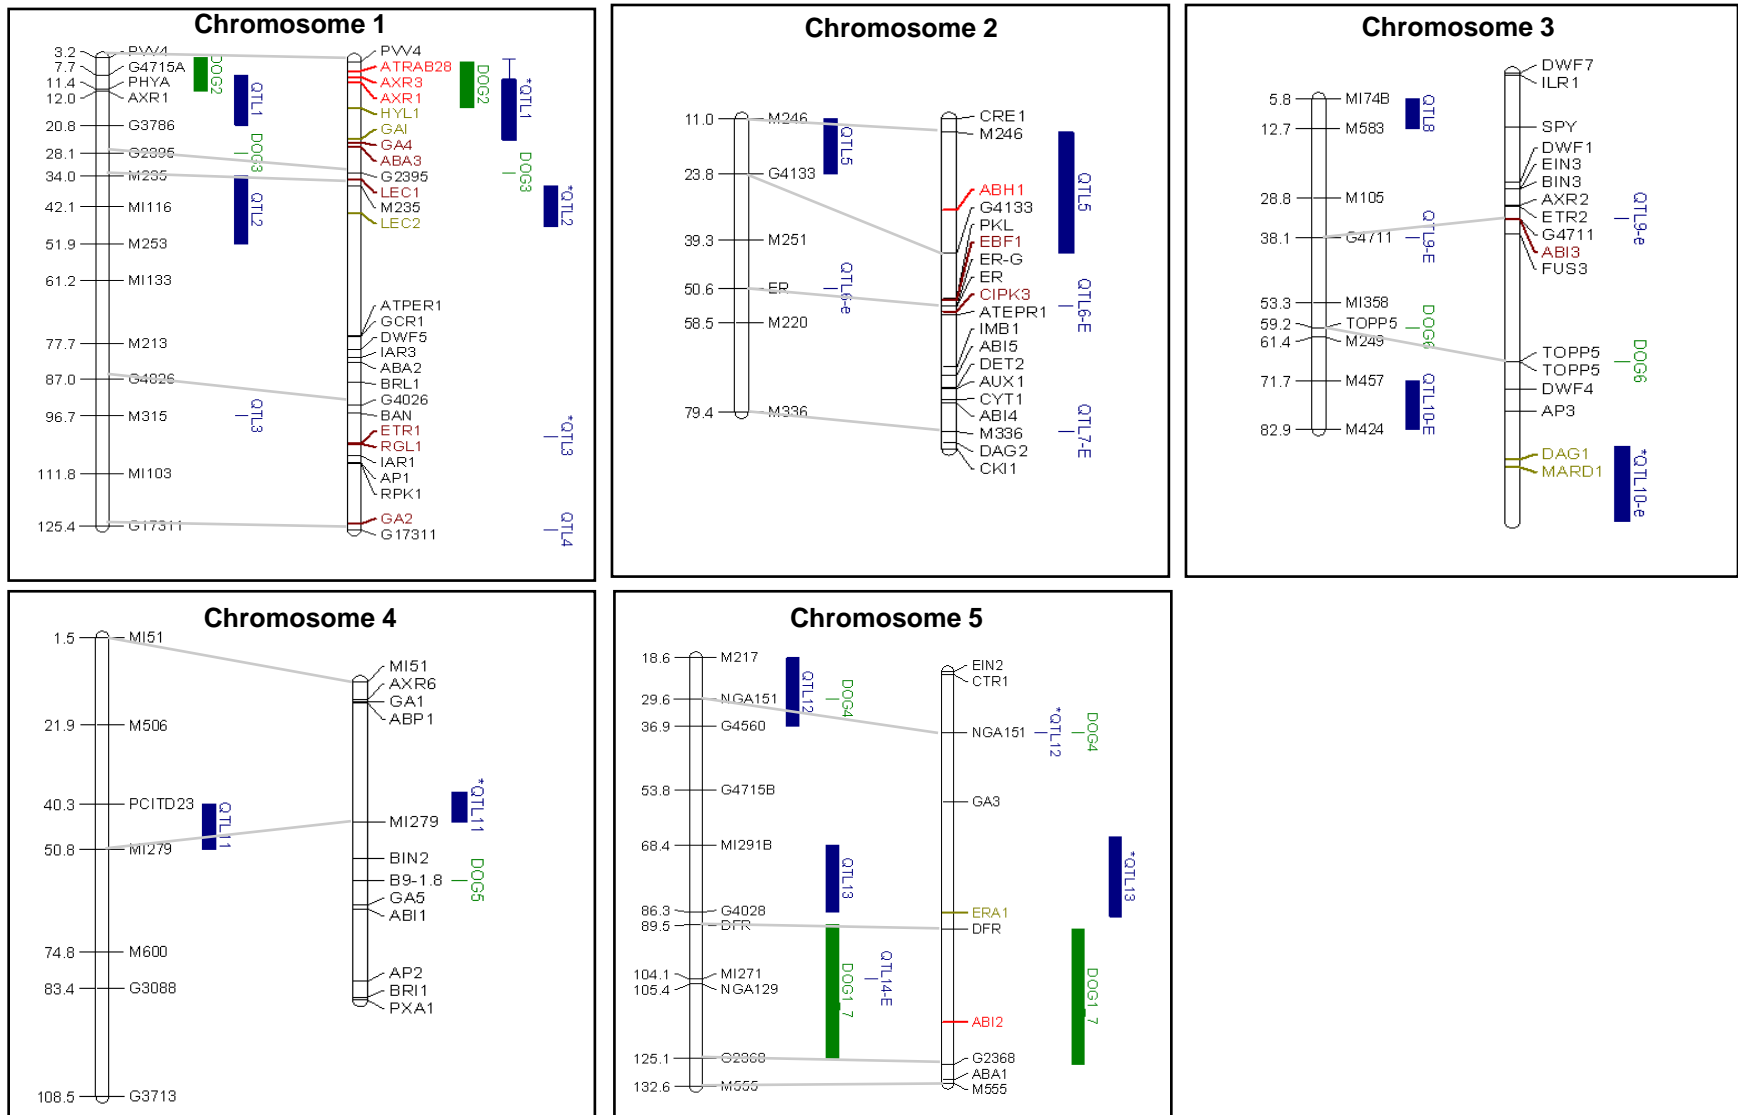 Chromosome 1
3.2 PVV4
7.7 G4715A
11.4 PHYA
12.0 AXR1
20.8 G3786
28.1 G2395
34.0 M235
42.1 MI116
51.9 M253
61.2 MI133
77.7 M213
87.0 G4026
96.7 M315
111.8 MI103
125.4 G17311
DOG2
QTL1
DOG3
QTL2
QTL3
PVV4
ATRAB28
AXR3
AXR1
HYL1
GAI
GA4
ABA3
G2395
LEC1
M235
LEC2
ATPER1
GCR1
DWF5
IAR3
ABA2
BRL1
G4026
BAN
ETR1
RGL1
IAR1
AP1
RPK1
GA2
G17311
DOG2
*QTL1
DOG3
*QTL2
*QTL3
QTL4
Chromosome 2
11.0 M246
23.8 G4133
39.3 M251
50.6 ER
58.5 M220
79.4 M336
QTL5
QTL6-e
CRE1
M246
ABH1
G4133
PKL
EBF1
ER-G
ER
CIPK3
ATEPR1
IMB1
ABI5
DET2
AUX1
CYT1
ABI4
M336
DAG2
CKI1
QTL5
QTL6-E
QTL7-E
Chromosome 3
5.8 MI74B
12.7 M583
28.8 M105
38.1 G4711
53.3 MI358
59.2 TOPP5
61.4 M249
71.7 M457
82.9 M424
QTL8
QTL9-E
DOG6
QTL10-E
DWF7
ILR1
SPY
DWF1
EIN3
BIN3
AXR2
ETR2
G4711
ABI3
FUS3
TOPP5
TOPP5
DWF4
AP3
DAG1
MARD1
QTL9-e
DOG6
*QTL10-e
Chromosome 4
1.5 MI51
21.9 M506
40.3 PCITD23
50.8 MI279
74.8 M600
83.4 G3088
108.5 G3713
QTL11
MI51
AXR6
GA1
ABP1
MI279
BIN2
B9-1.8
GA5
ABI1
AP2
BRI1
PXA1
*QTL11
DOG5
Chromosome 5
18.6 M217
29.6 NGA151
36.9 G4560
53.8 G4715B
68.4 MI291B
86.3 G4028
89.5 DFR
104.1 MI271
105.4 NGA129
125.1 G2368
132.6 M555
QTL12
DOG4
QTL13
DOG1_7
QTL14-E
EIN2
CTR1
NGA151
GA3
ERA1
DFR
ABI2
G2368
ABA1
M555
*QTL12
DOG4
*QTL13
DOG1_7